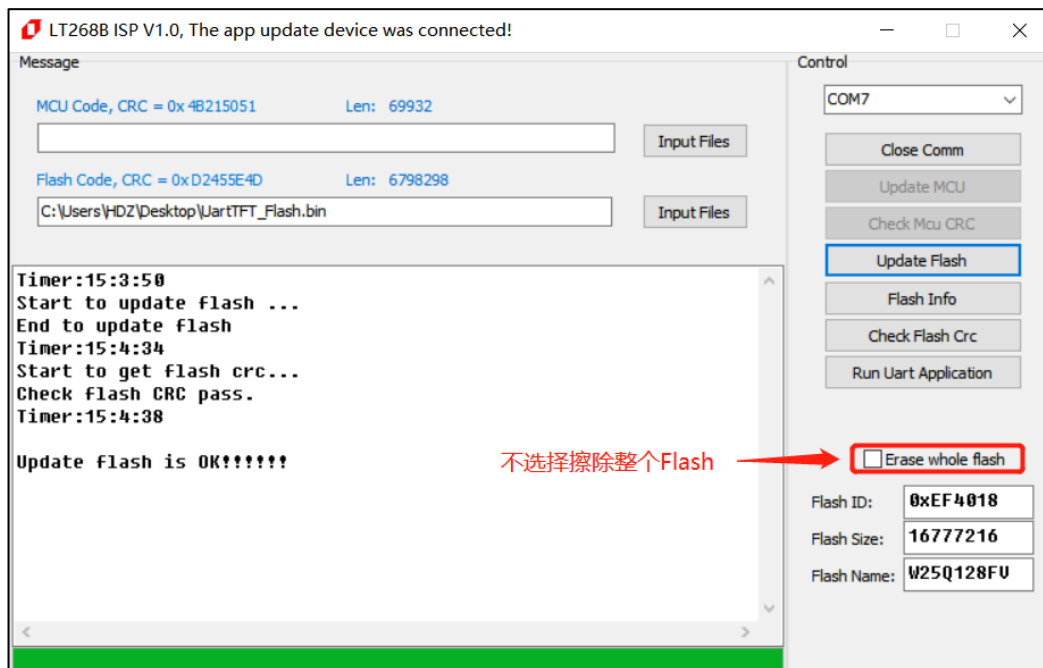 LT268B ISP V1.0, The app update device was connected!
Message
MCU Code, CRC = 0x 4B215051 Len: 69932
Input Files
Flash Code, CRC = 0xD2455E4D Len: 6798298
C:\Users\HDZ\Desktop\UartTFT_Flash.bin
Input Files
Timer:15:3:50
Start to update flash ...
End to update flash
Timer:15:4:34
Start to get flash crc...
Check flash CRC pass.
Timer:15:4:38
Update flash is OK!!!!!!
不选择擦除整个Flash
Control
COM7
Close Comm
Update MCU
Check Mcu CRC
Update Flash
Flash Info
Check Flash Crc
Run Uart Application
Erase whole flash
Flash ID: 0xEF4018
Flash Size: 16777216
Flash Name: W25Q128FV